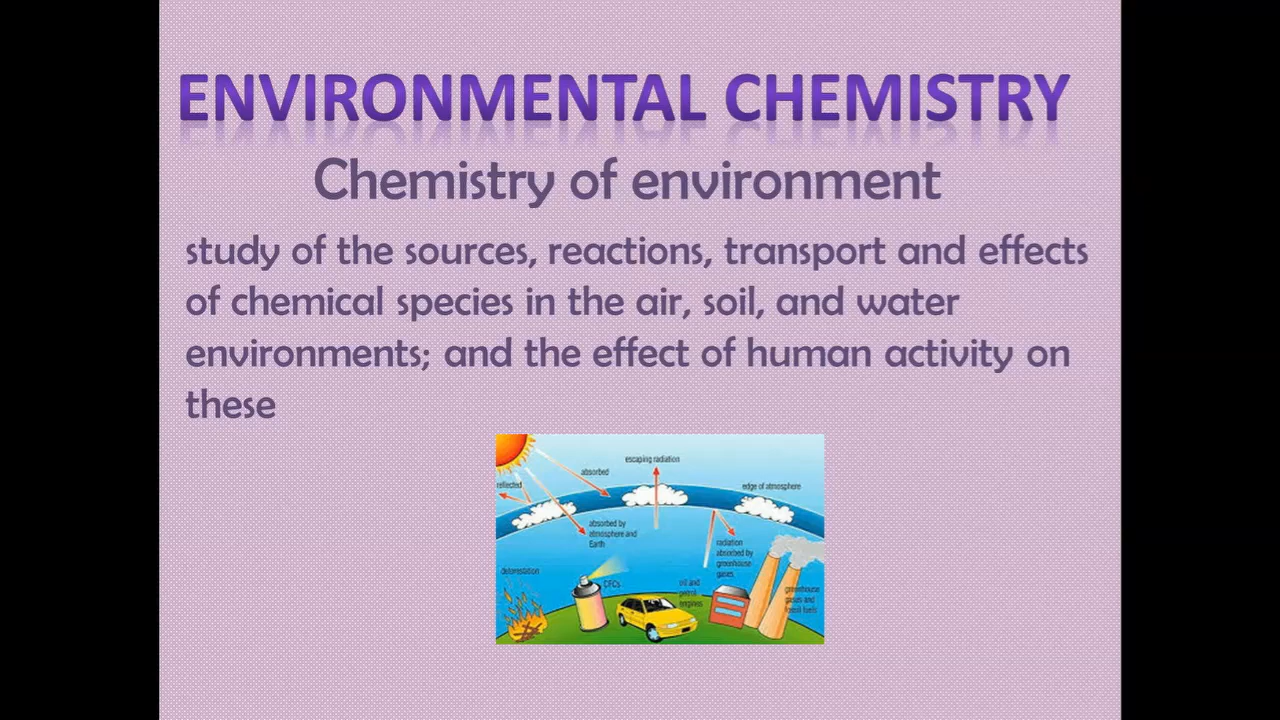 ENVIRONMENTAL CHEMISTRY
Chemistry of environment
study of the sources, reactions, transport and effects
of chemical species in the air, soil, and water
environments; and the effect of human activity on
these
escaping radiation
absorbed
reflected
edge of atmosphere
absorbed by
atmosphere and
Earth
radiation
absorbed by
greenhouse
gases
deforestation
CFCs
oil and
petrol
engines
greenhouse
gases and
fossil fuels